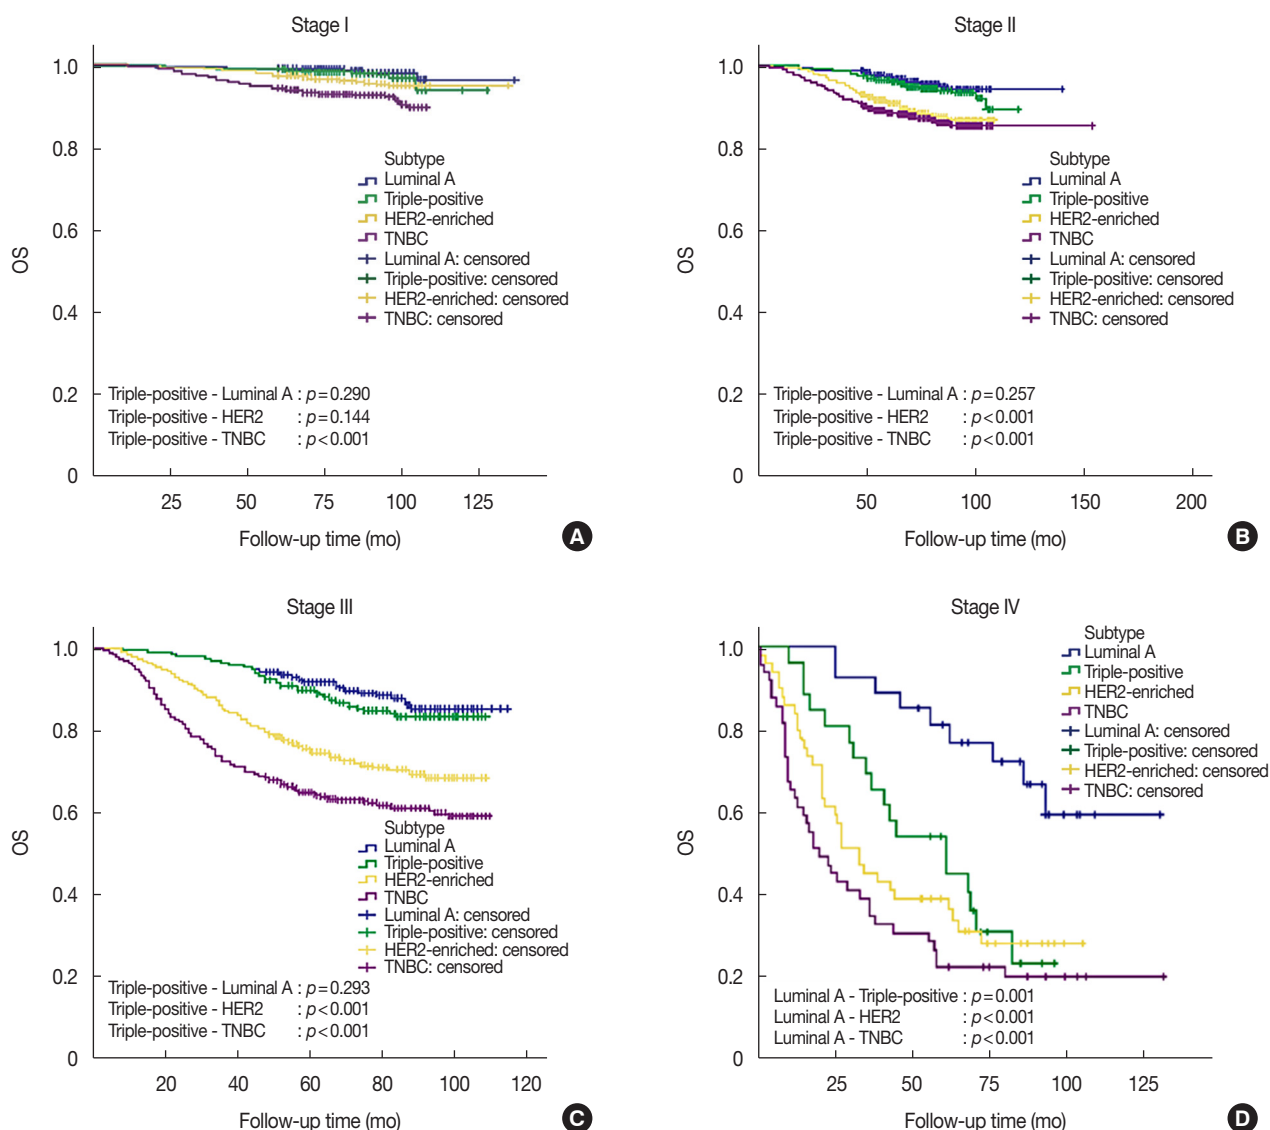 Stage I
1.0
0.8
0.6
0.4
0.2
0
OS
Subtype
Luminal A
Triple-positive
HER2-enriched
TNBC
Luminal A: censored
Triple-positive: censored
HER2-enriched: censored
TNBC: censored
Triple-positive - Luminal A : p=0.290
Triple-positive - HER2 : p=0.144
Triple-positive - TNBC : p<0.001
25 50 75 100 125
Follow-up time (mo)
A
Stage II
1.0
0.8
0.6
0.4
0.2
0
OS
Subtype
Luminal A
Triple-positive
HER2-enriched
TNBC
Luminal A: censored
Triple-positive: censored
HER2-enriched: censored
TNBC: censored
Triple-positive - Luminal A : p=0.257
Triple-positive - HER2 : p<0.001
Triple-positive - TNBC : p<0.001
50 100 150 200
Follow-up time (mo)
B
Stage III
1.0
0.8
0.6
0.4
0.2
0
OS
Subtype
Luminal A
Triple-positive
HER2-enriched
TNBC
Luminal A: censored
Triple-positive: censored
HER2-enriched: censored
TNBC: censored
Triple-positive - Luminal A : p=0.293
Triple-positive - HER2 : p<0.001
Triple-positive - TNBC : p<0.001
20 40 60 80 100 120
Follow-up time (mo)
C
Stage IV
1.0
0.8
0.6
0.4
0.2
0
OS
Subtype
Luminal A
Triple-positive
HER2-enriched
TNBC
Luminal A: censored
Triple-positive: censored
HER2-enriched: censored
TNBC: censored
Luminal A - Triple-positive : p=0.001
Luminal A - HER2 : p<0.001
Luminal A - TNBC : p<0.001
25 50 75 100 125
Follow-up time (mo)
D